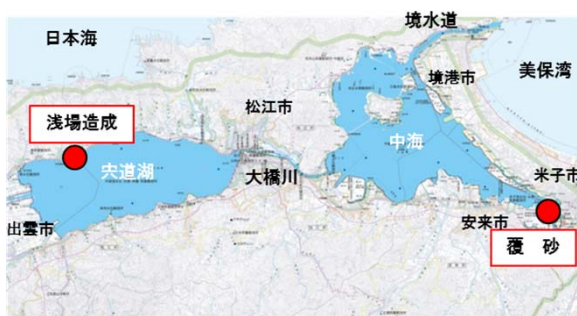 境水道
日本海
美保湾
境港市
松江市
浅場造成
中海
宍道湖
大橋川
米子市
安来市
出雲市
覆 砂